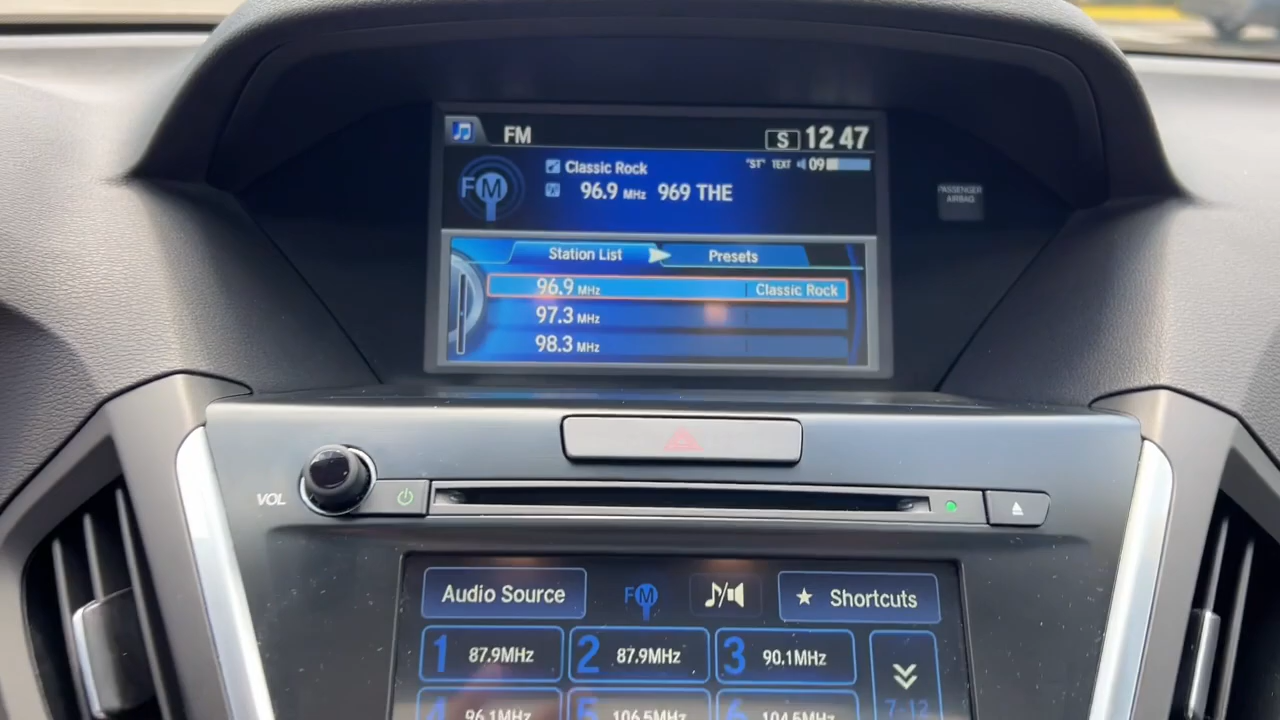 FM
S 12 47
Classic Rock
"ST" TEXT 09
FM
96.9 MHz 969 THE
PASSENGER
AIRBAG
Station List Presets
96.9 MHz Classic Rock
97.3 MHz
98.3 MHz
VOL
Audio Source FM Shortcuts
1 87.9MHz 2 87.9MHz 3 90.1MHz
4 96.1MHz 5 106.5MHz 6 104.5MHz 7-12